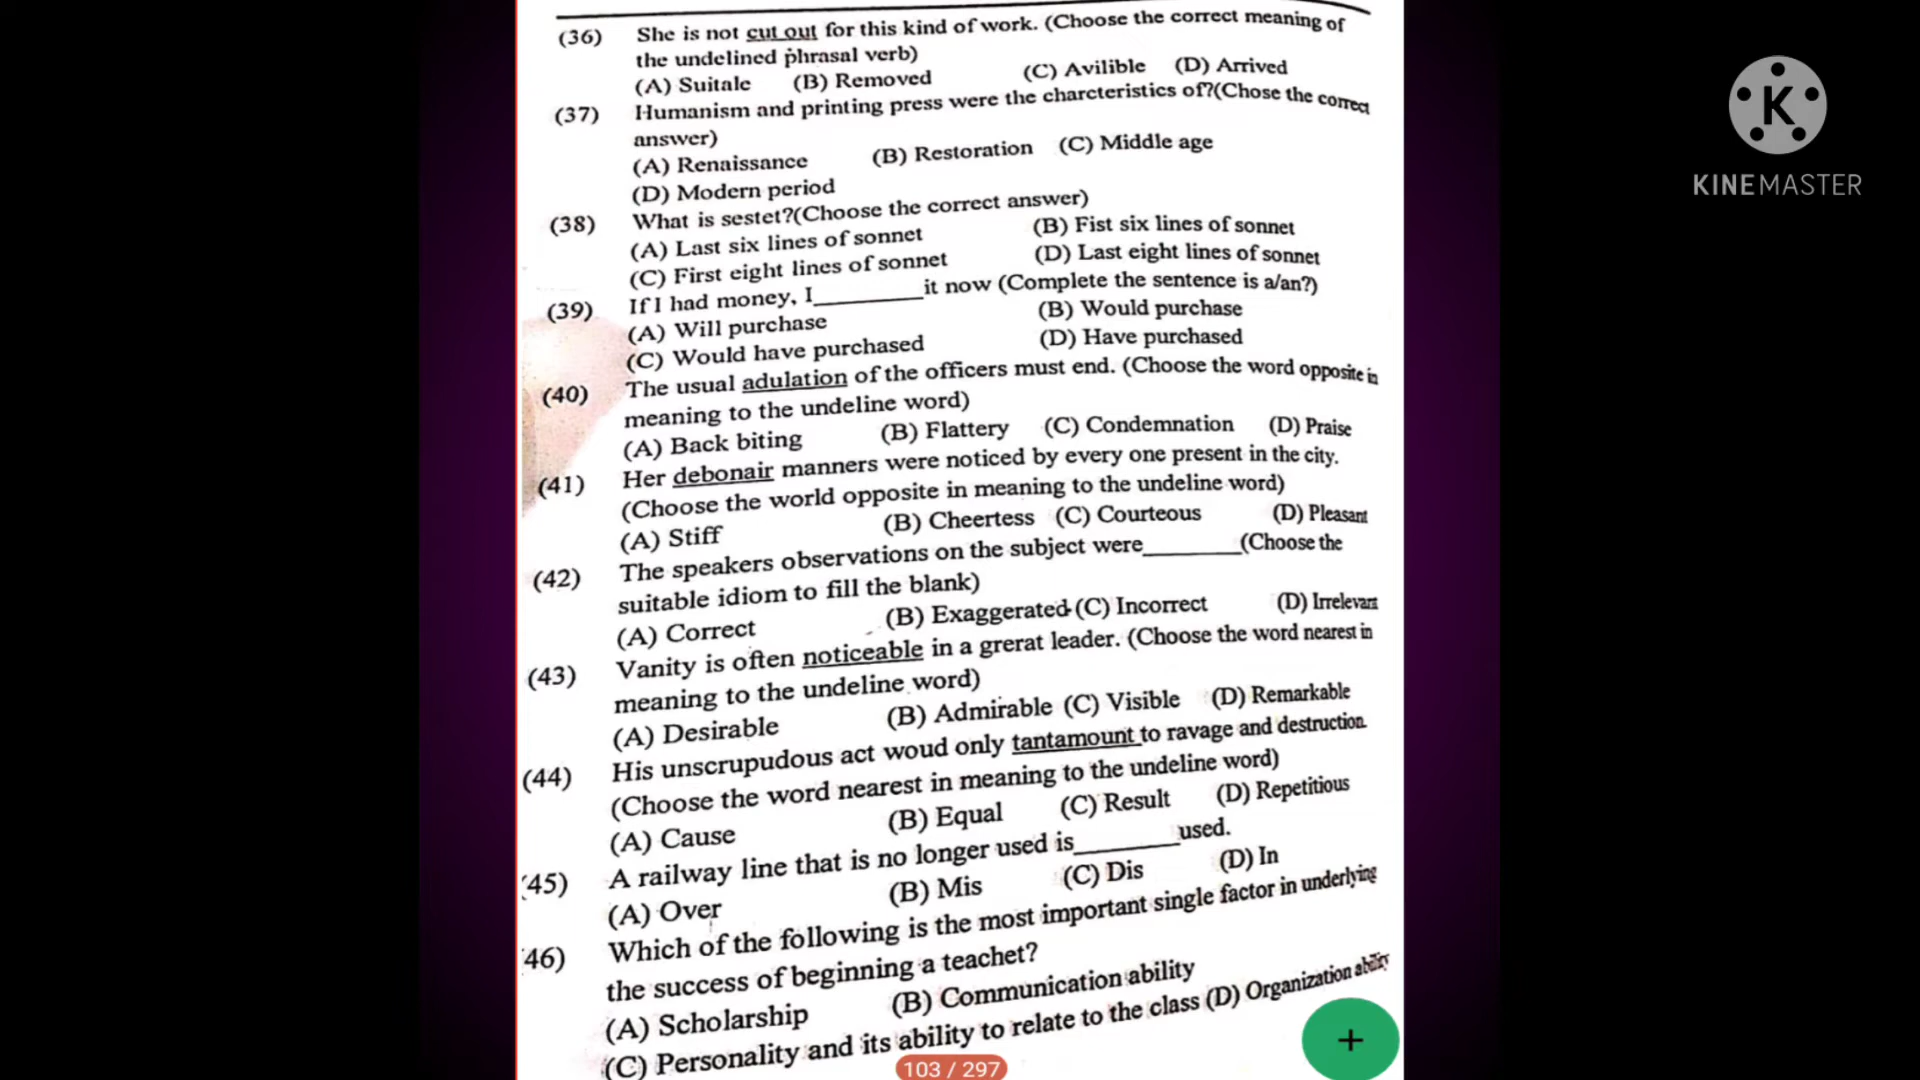 (36) She is not cut out for this kind of work. (Choose the correct meaning of
the undelined phrasal verb)
(A) Suitale (B) Removed (C) Avilible (D) Arrived
(37) Humanism and printing press were the charcteristics of?(Chose the correct
answer)
(A) Renaissance (B) Restoration (C) Middle age
(D) Modern period
(38) What is sestet?(Choose the correct answer)
(A) Last six lines of sonnet (B) Fist six lines of sonnet
(C) First eight lines of sonnet (D) Last eight lines of sonnet
(39) If I had money, I________it now (Complete the sentence is a/an?)
(A) Will purchase (B) Would purchase
(C) Would have purchased (D) Have purchased
(40) The usual adulation of the officers must end. (Choose the word opposite in
meaning to the undeline word)
(A) Back biting (B) Flattery (C) Condemnation (D) Praise
(41) Her debonair manners were noticed by every one present in the city.
(Choose the world opposite in meaning to the undeline word)
(A) Stiff (B) Cheertess (C) Courteous (D) Pleasant
(42) The speakers observations on the subject were_______(Choose the
suitable idiom to fill the blank)
(A) Correct (B) Exaggerated (C) Incorrect (D) Irrelevant
(43) Vanity is often noticeable in a grerat leader. (Choose the word nearest in
meaning to the undeline word)
(A) Desirable (B) Admirable (C) Visible (D) Remarkable
(44) His unscrupudous act woud only tantamount to ravage and destruction.
(Choose the word nearest in meaning to the undeline word)
(A) Cause (B) Equal (C) Result (D) Repetitious
45) A railway line that is no longer used is________used.
(A) Over (B) Mis (C) Dis (D) In
46) Which of the following is the most important single factor in underlying
the success of beginning a teachet?
(A) Scholarship (B) Communication ability
(C) Personality and its ability to relate to the class (D) Organization ability
103 / 297
+
K
KINEMASTER